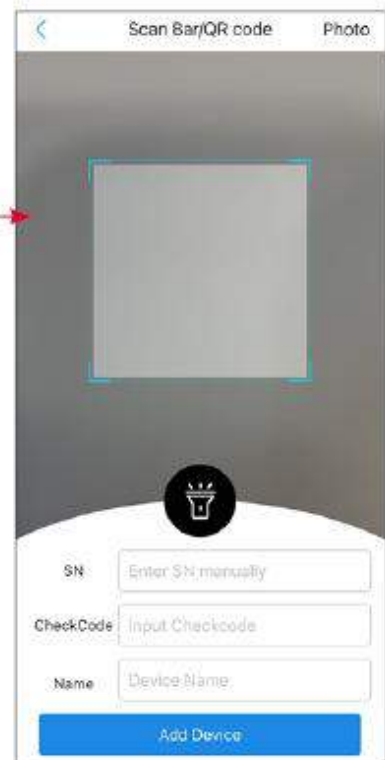 Scan Bar/QR code Photo
SN Enter SN manually
CheckCode Input Checkcode
Name Device Name
Add Device